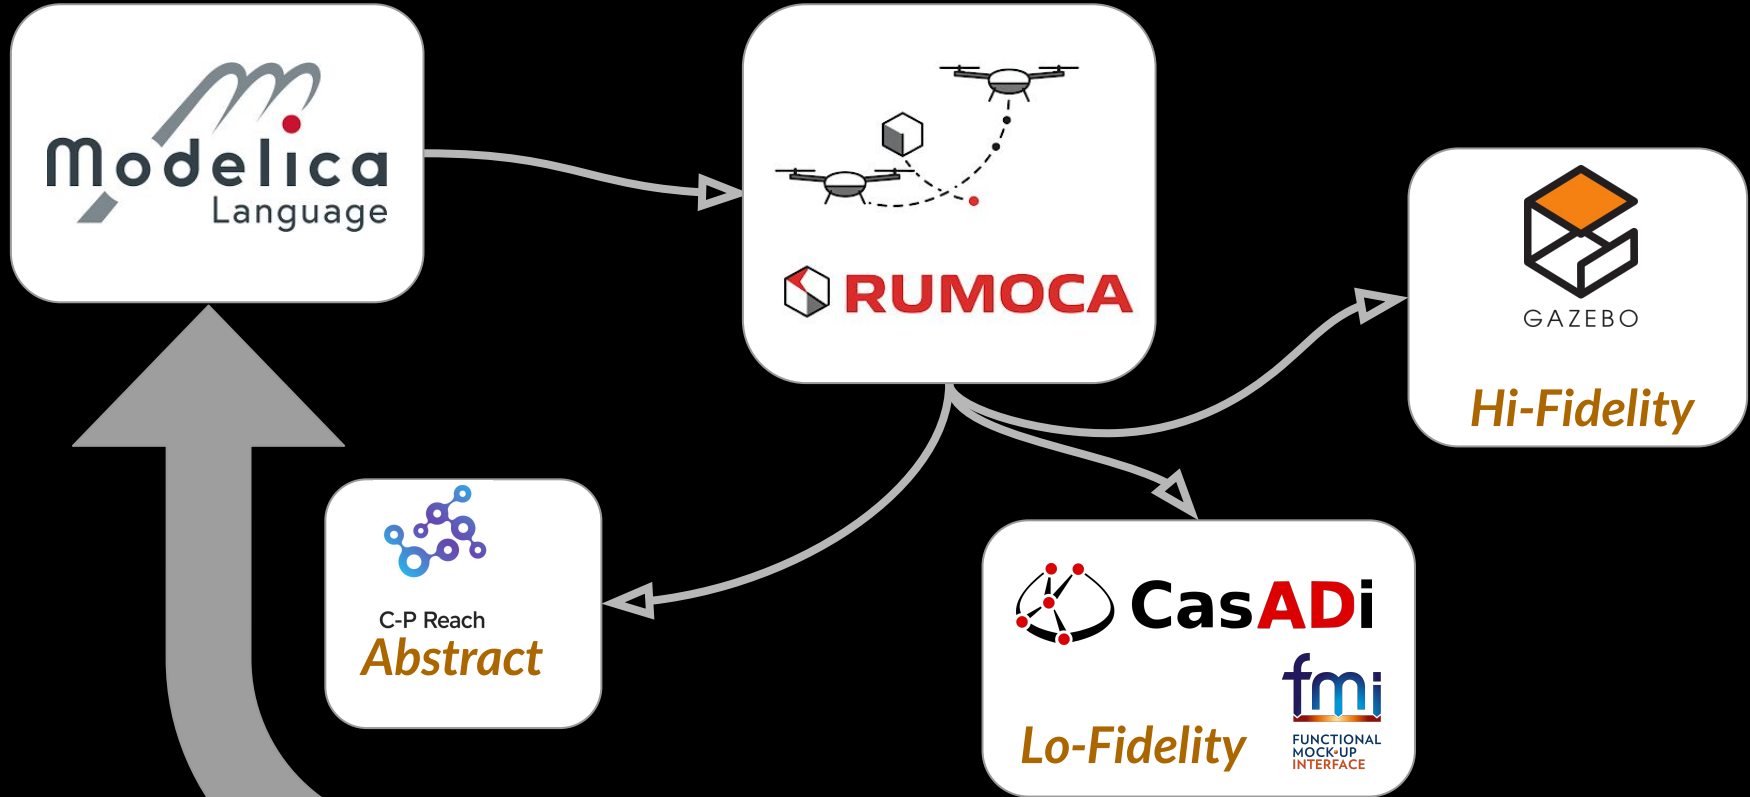 Modelica
Language
RUMOCA
GAZEBO
Hi-Fidelity
C-P Reach
Abstract
CasADi
fmi
FUNCTIONAL
MOCK-UP
INTERFACE
Lo-Fidelity